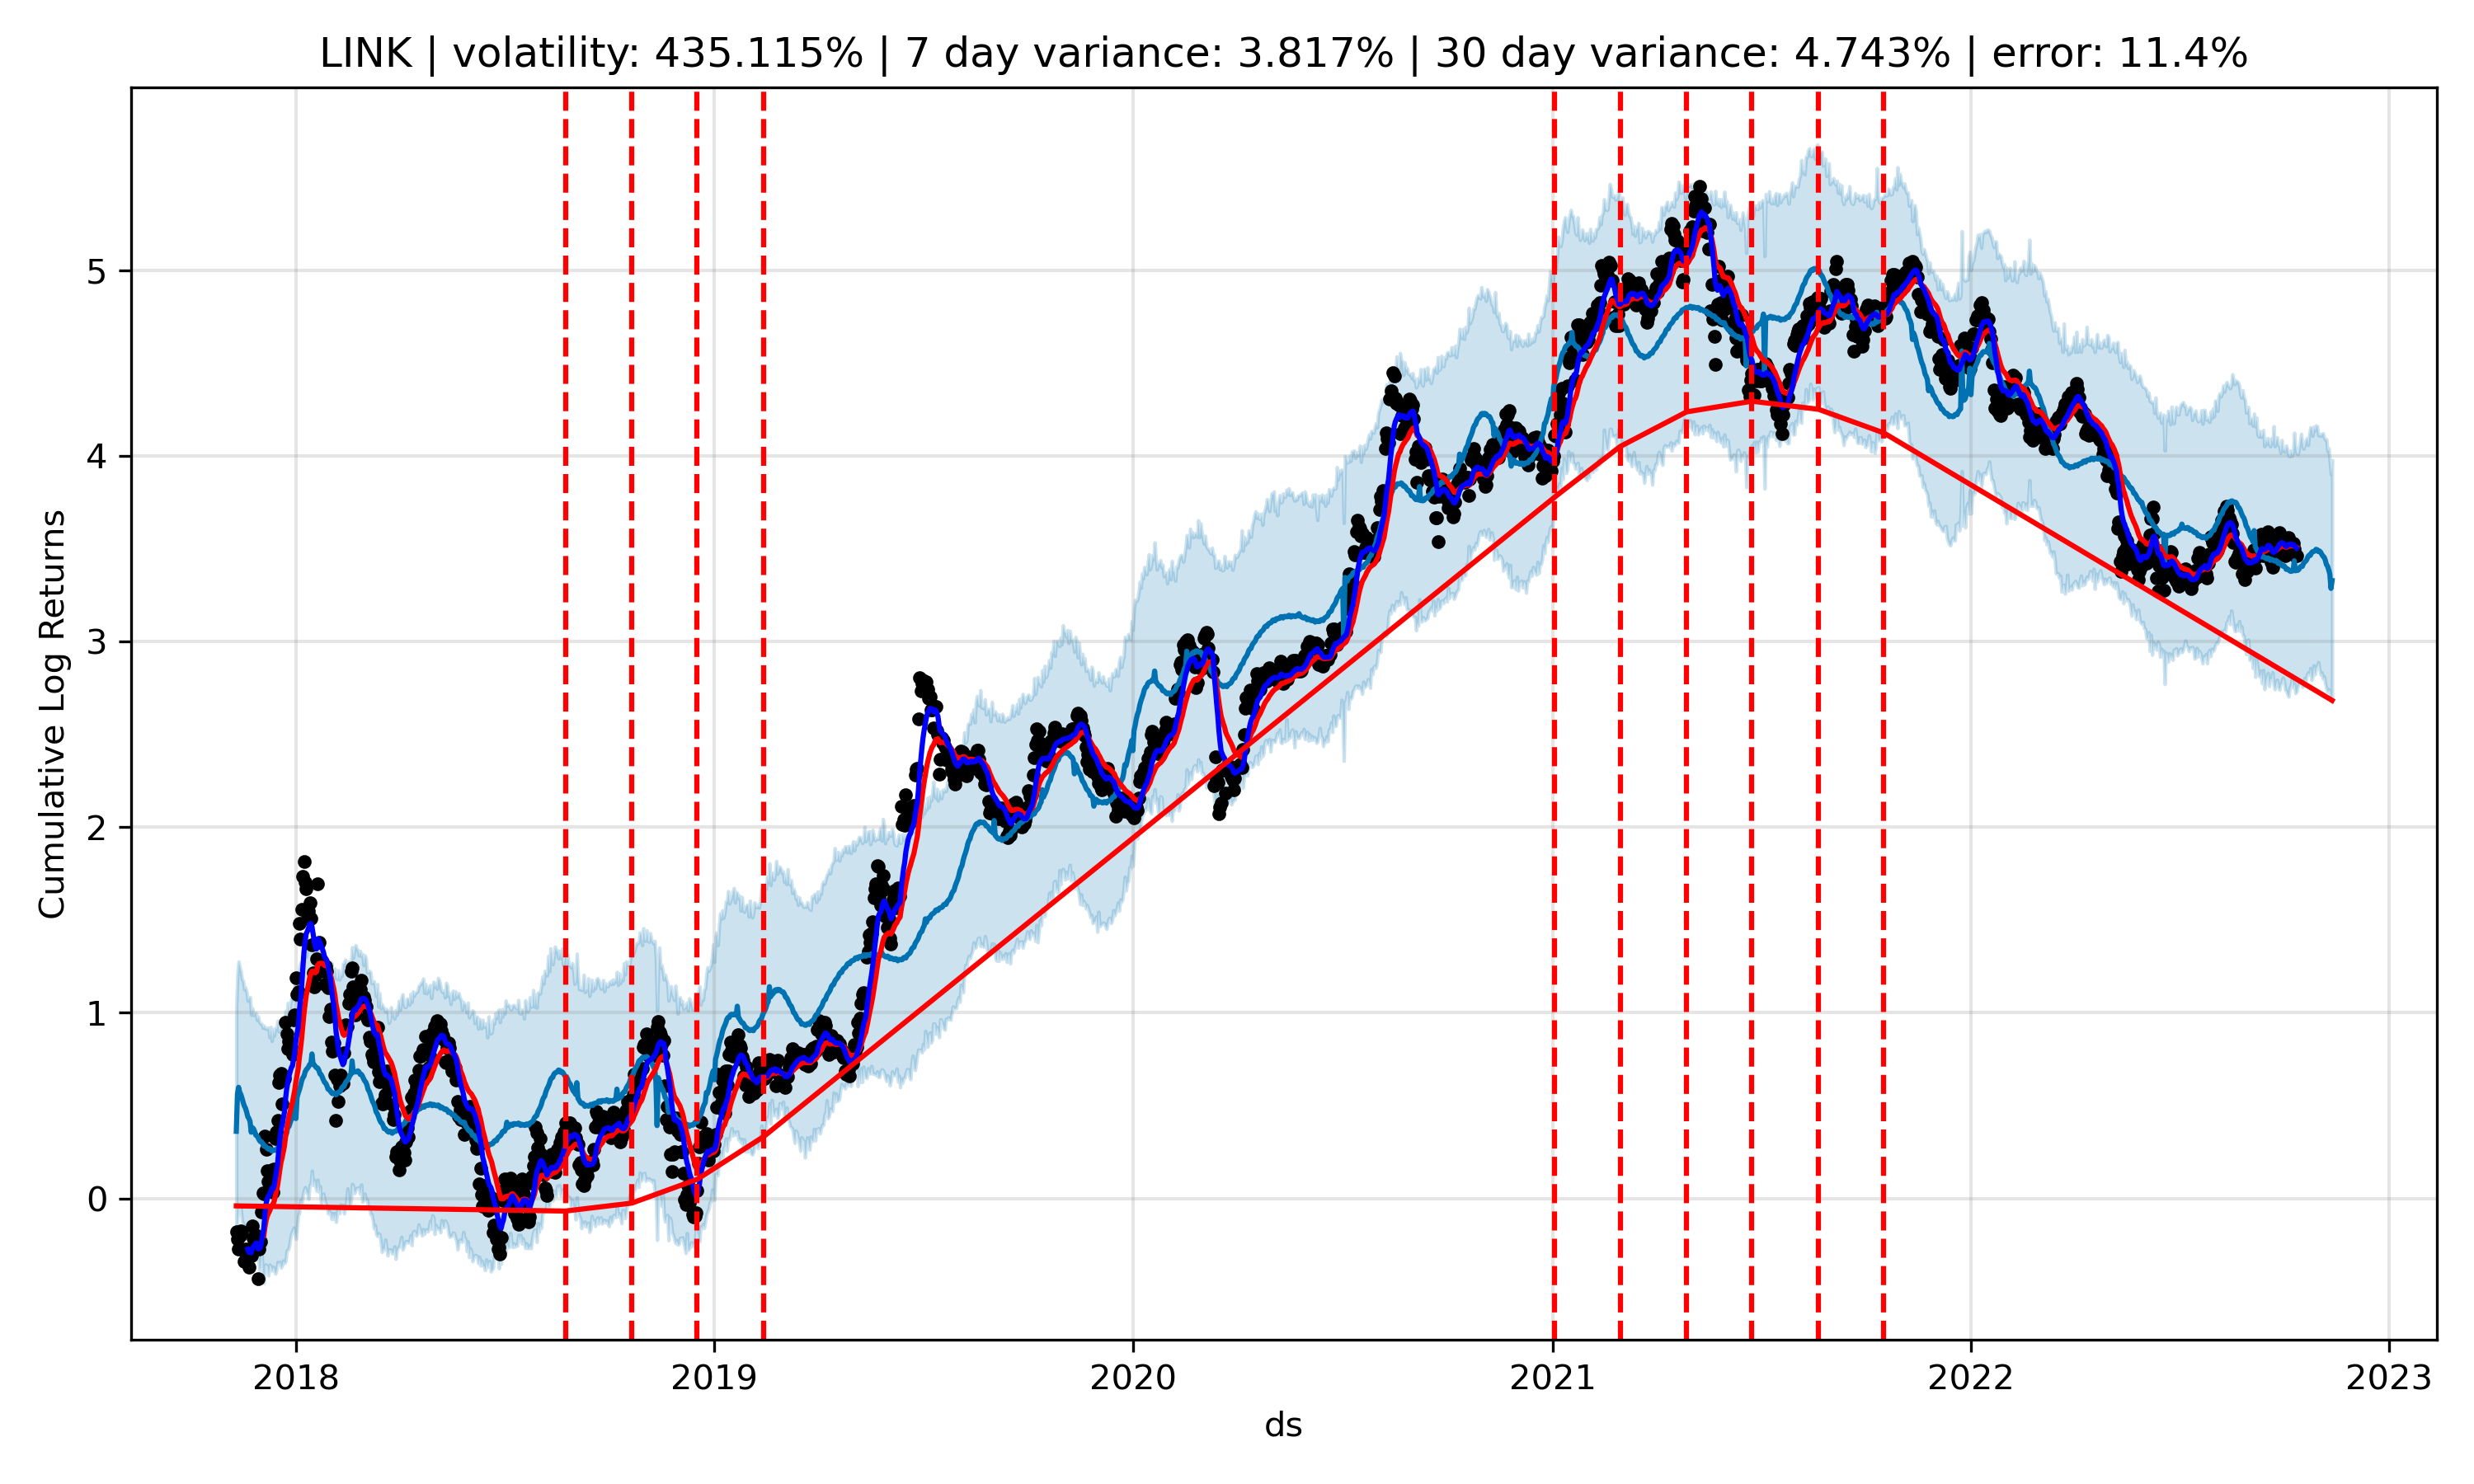 LINK | volatility: 435.115% | 7 day variance: 3.817% | 30 day variance: 4.743% | error: 11.4%
Cumulative Log Returns
5
4
3
2
1
0
2018 2019 2020 2021 2022 2023
ds